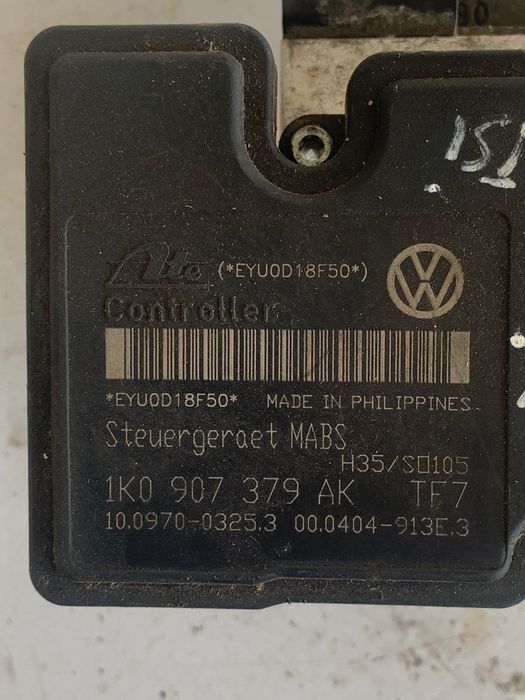 Ate (*EYU0D18F50*)
Controller
*EYU0D18F50* MADE IN PHILIPPINES
Steuergeraet MABS
H35/S□105
1K0 907 379 AK TF7
10.0970-0325.3 00.0404-913E.3